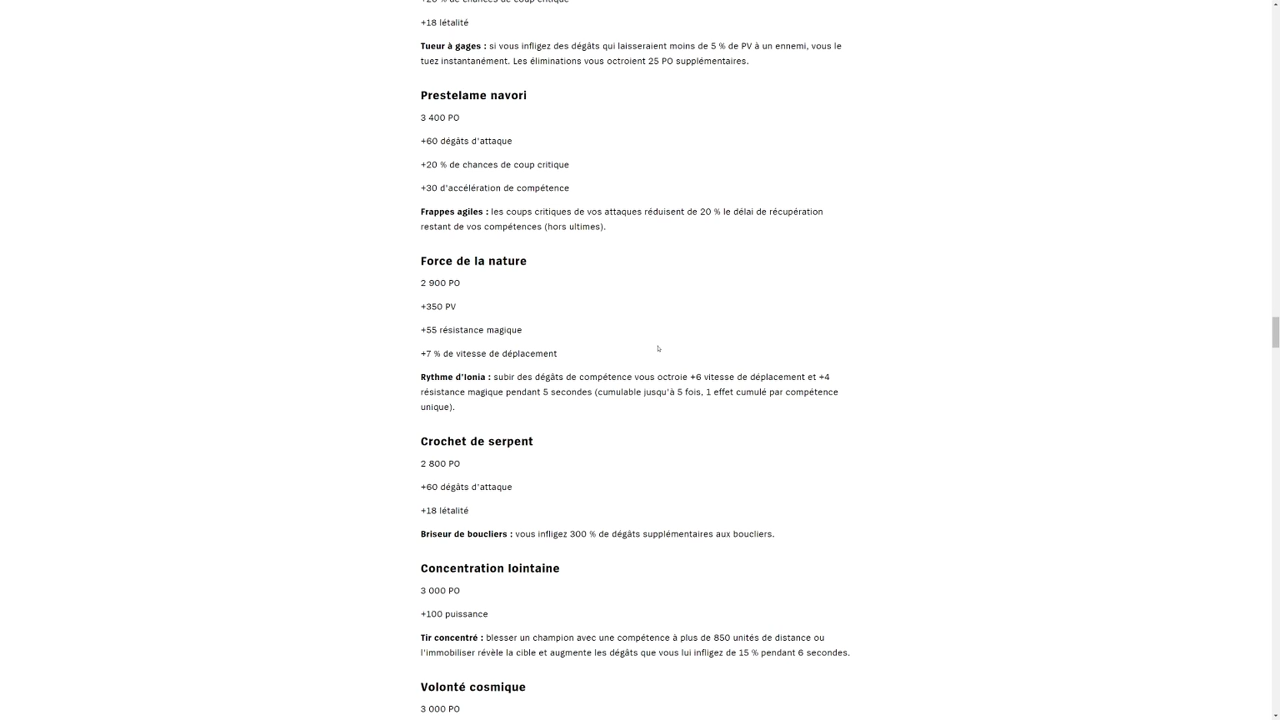 +20 % de chances de coup critique
+18 létalité
Tueur à gages : si vous infligez des dégâts qui laisseraient moins de 5 % de PV à un ennemi, vous le
tuez instantanément. Les éliminations vous octroient 25 PO supplémentaires.
Prestelame navori
3 400 PO
+60 dégâts d'attaque
+20 % de chances de coup critique
+30 d'accélération de compétence
Frappes agiles : les coups critiques de vos attaques réduisent de 20 % le délai de récupération
restant de vos compétences (hors ultimes).
Force de la nature
2 900 PO
+350 PV
+55 résistance magique
+7 % de vitesse de déplacement
Rythme d'Ionia : subir des dégâts de compétence vous octroie +6 vitesse de déplacement et +4
résistance magique pendant 5 secondes (cumulable jusqu'à 5 fois, 1 effet cumulé par compétence
unique).
Crochet de serpent
2 800 PO
+60 dégâts d'attaque
+18 létalité
Briseur de boucliers : vous infligez 300 % de dégâts supplémentaires aux boucliers.
Concentration lointaine
3 000 PO
+100 puissance
Tir concentré : blesser un champion avec une compétence à plus de 850 unités de distance ou
l'immobiliser révèle la cible et augmente les dégâts que vous lui infligez de 15 % pendant 6 secondes.
Volonté cosmique
3 000 PO